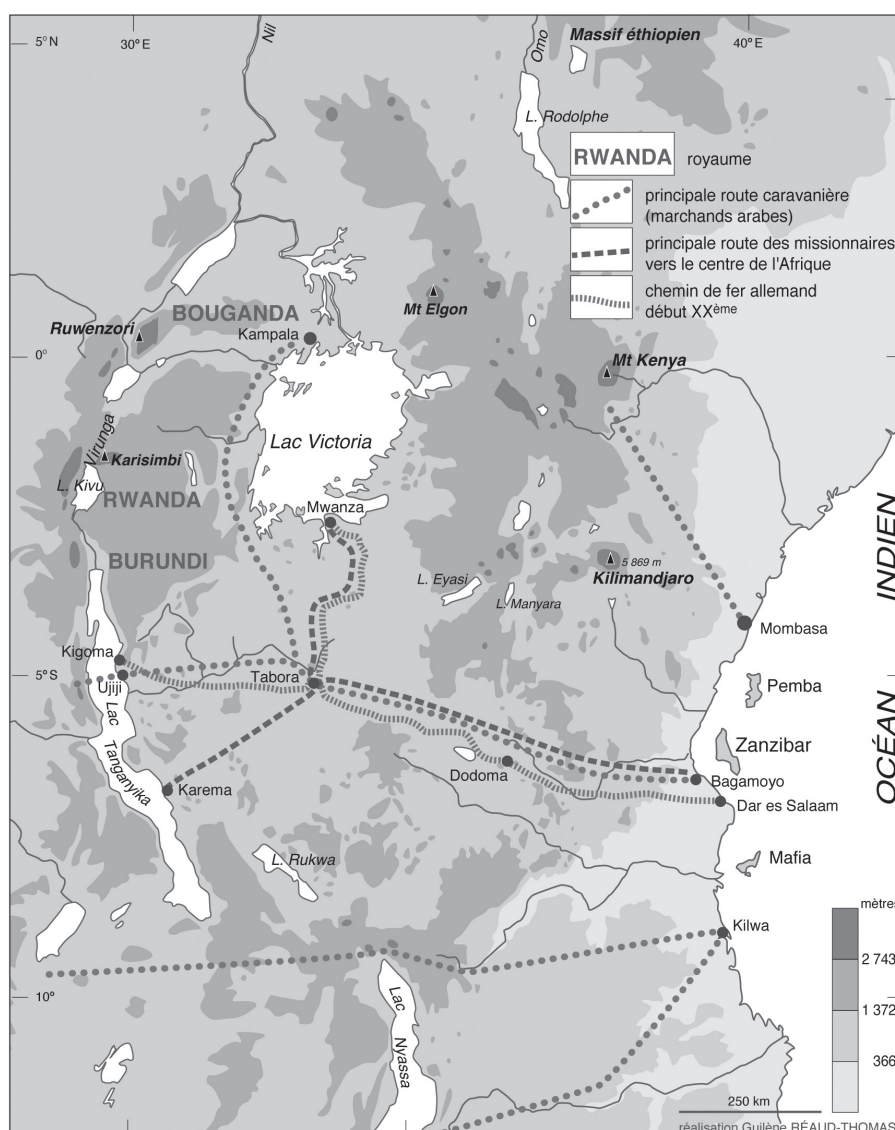 5° N
30° E
Nil
Omo
Massif éthiopien
40° E
L. Rodolphe
RWANDA royaume
principale route caravanière
(marchands arabes)
principale route des missionnaires
vers le centre de l'Afrique
chemin de fer allemand
début XXème
BOUGANDA
Mt Elgon
Ruwenzori
Kampala
0°
Mt Kenya
Virunga
Lac Victoria
Karisimbi
L. Kivu
RWANDA
Mwanza
BURUNDI
5 869 m
L. Eyasi
Kilimandjaro
L. Manyara
OCÉAN INDIEN
Mombasa
Kigoma
5° S
Tabora
Ujiji
Pemba
Lac Tanganyika
Zanzibar
Dodoma
Bagamoyo
Karema
Dar es Salaam
L. Rukwa
Mafia
mètres
Kilwa
2 743
10°
Lac Nyassa
1 372
366
250 km
réalisation Guilène RÉAUD-THOMAS